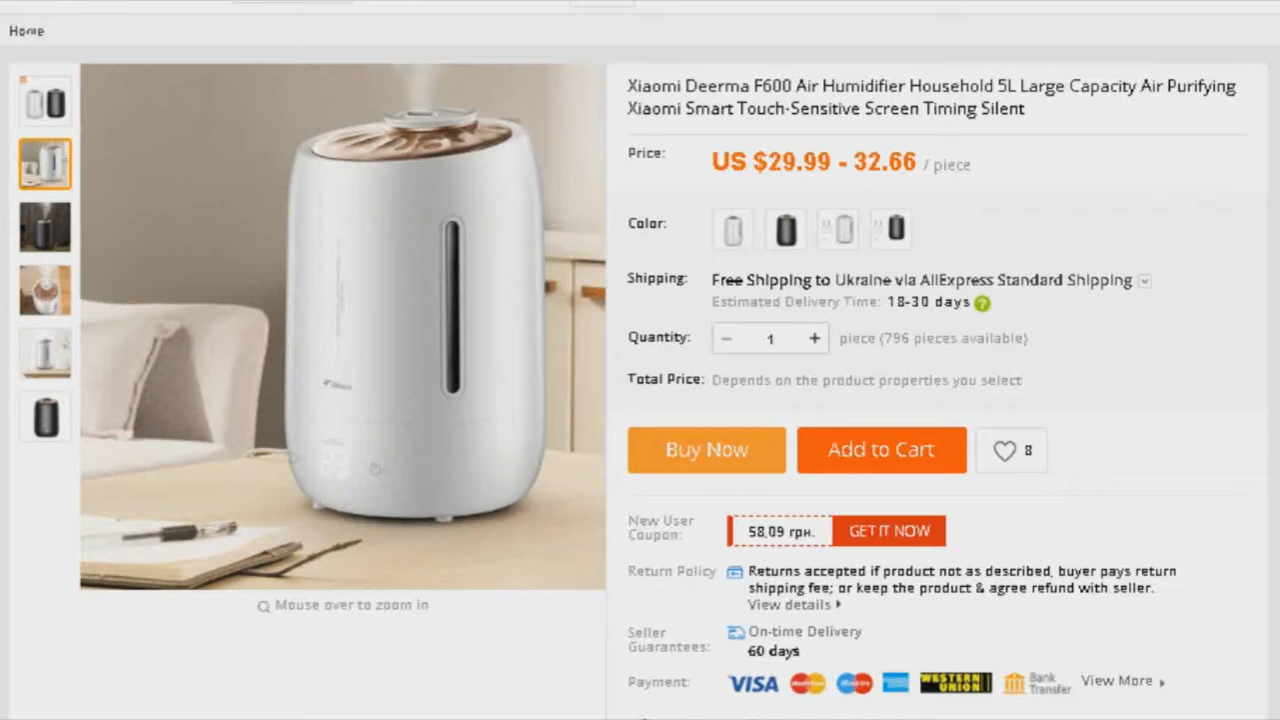 Home
Xiaomi Deerma F600 Air Humidifier Household 5L Large Capacity Air Purifying
Xiaomi Smart Touch-Sensitive Screen Timing Silent
Price: US $29.99 - 32.66 / piece
Color:
Shipping: Free Shipping to Ukraine via AliExpress Standard Shipping
Estimated Delivery Time: 18-30 days ?
Quantity: − 1 + piece (796 pieces available)
Total Price: Depends on the product properties you select
Buy Now Add to Cart 8
New User Coupon: 58,09 грн. GET IT NOW
Return Policy Returns accepted if product not as described, buyer pays return
shipping fee; or keep the product & agree refund with seller.
View details
Mouse over to zoom in
Seller Guarantees: On-time Delivery
60 days
Payment: VISA MasterCard Maestro WESTERN UNION Bank Transfer View More